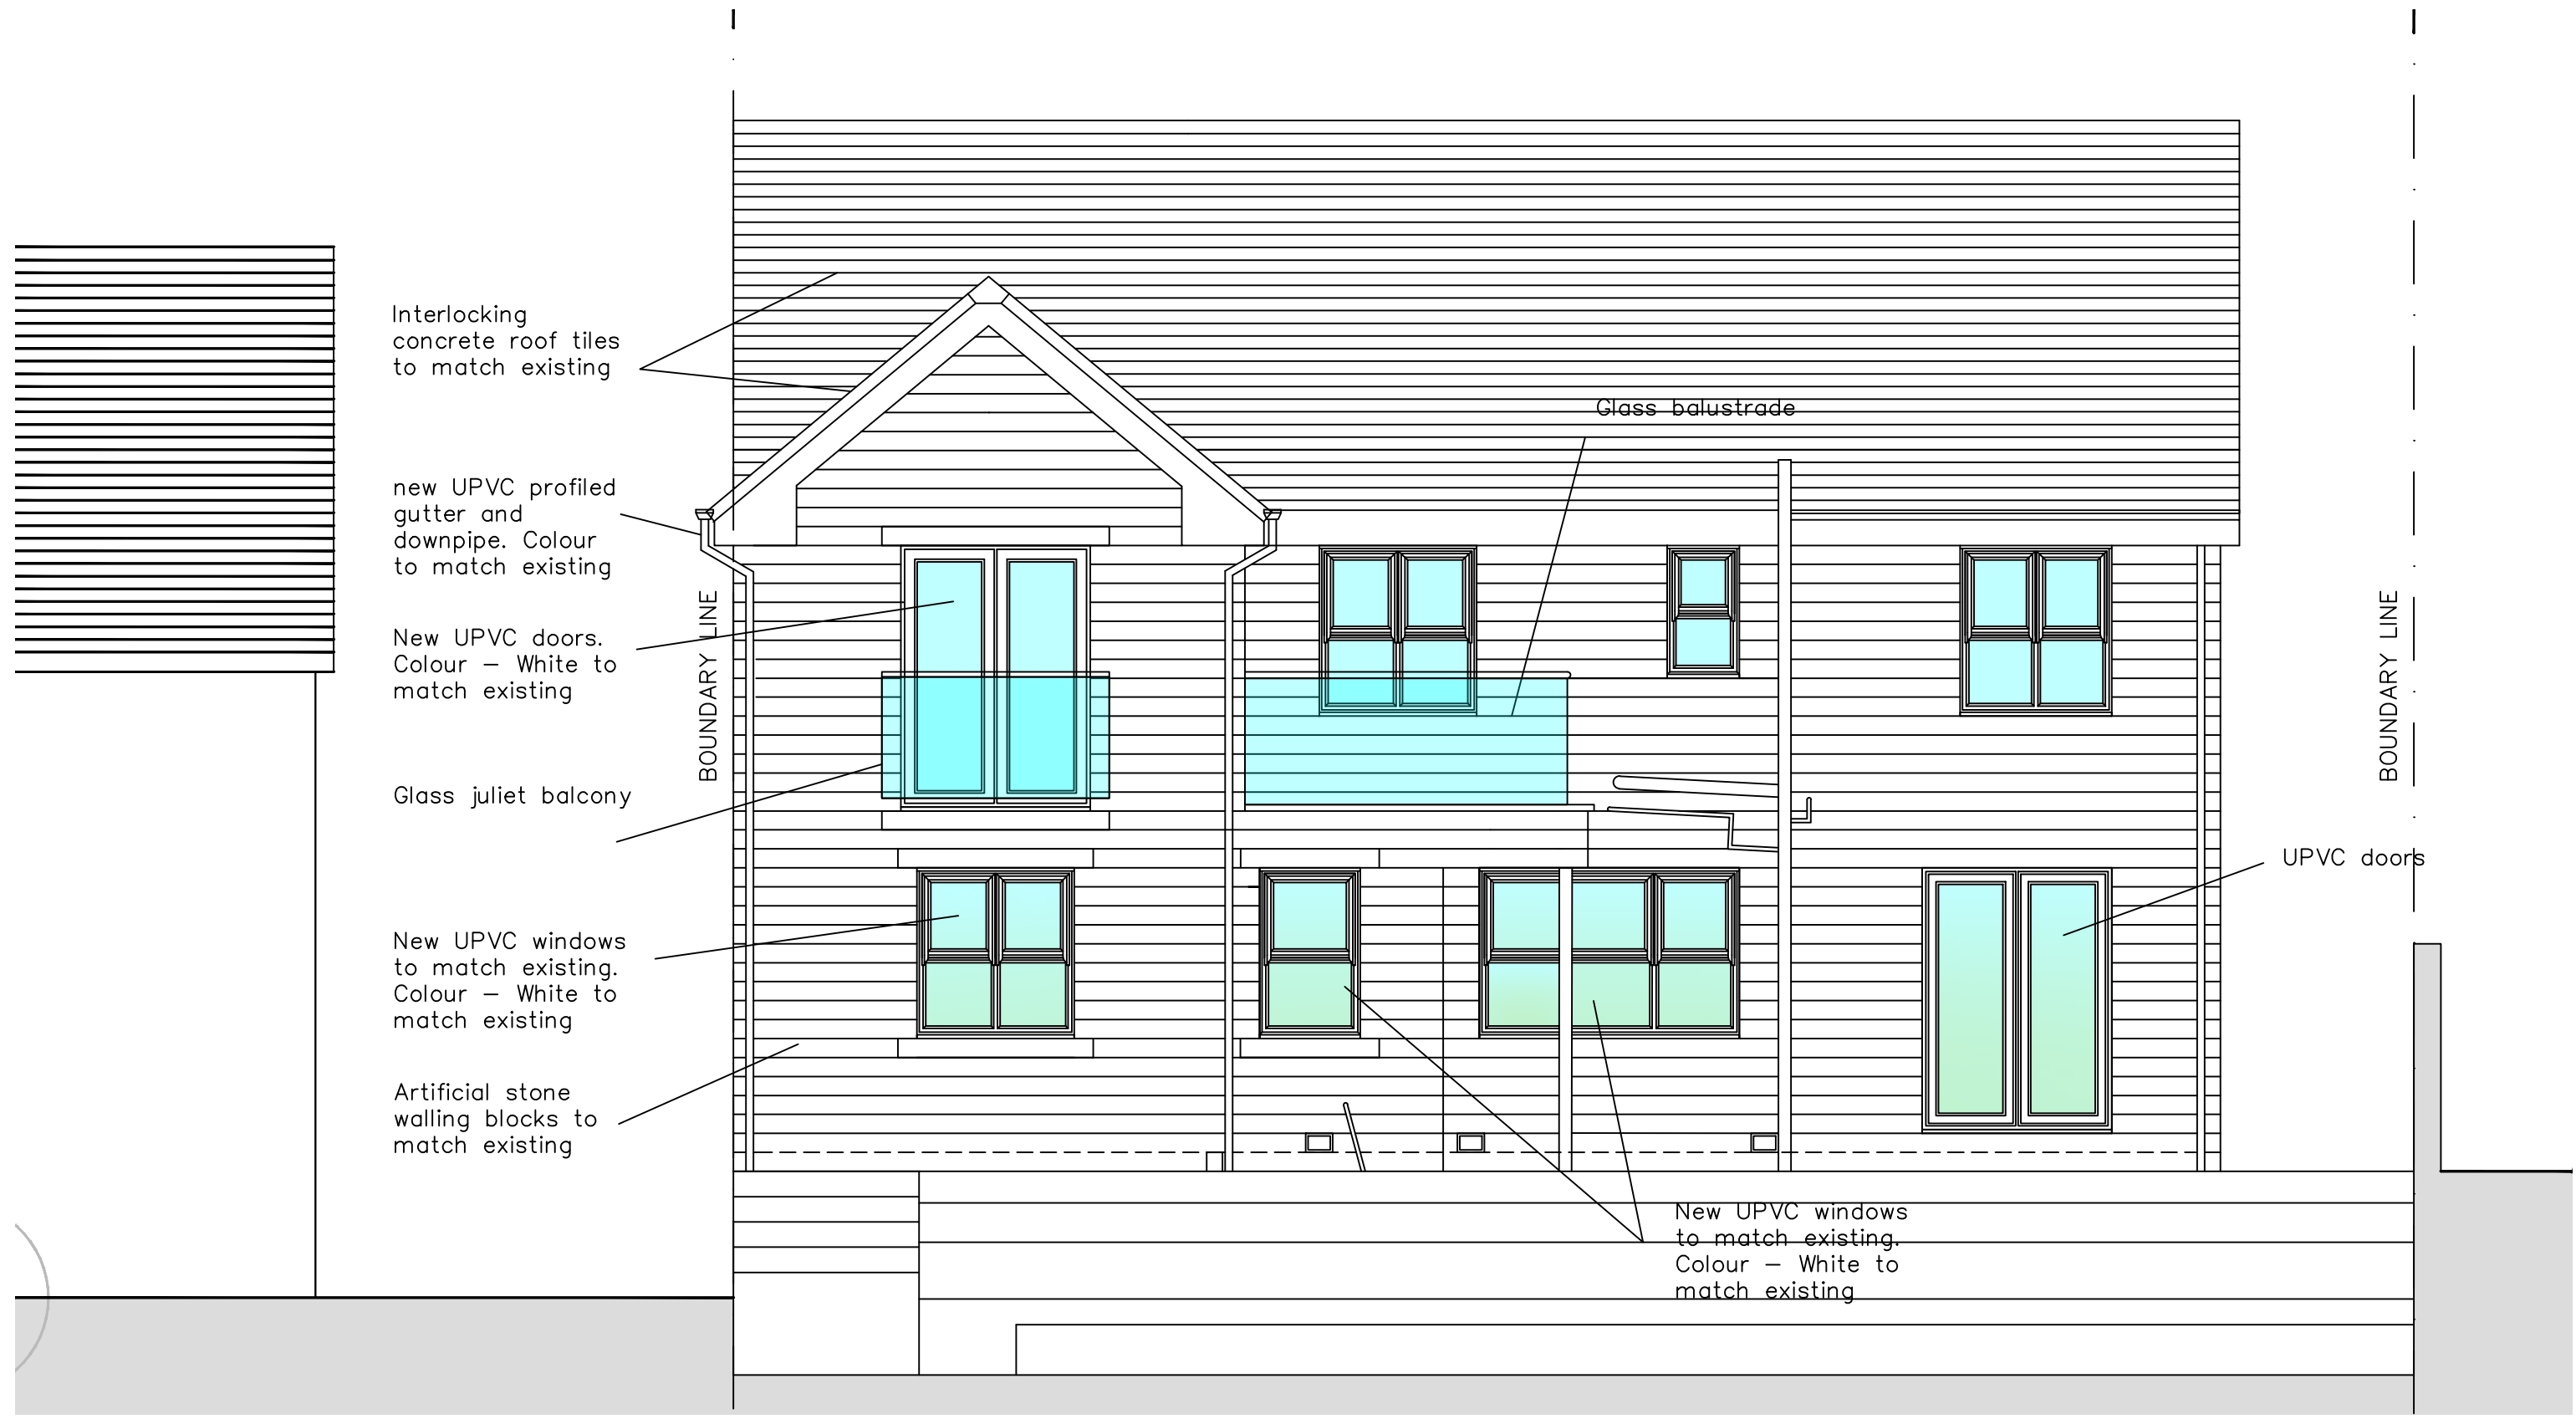 Interlocking
concrete roof tiles
to match existing
Glass balustrade
new UPVC profiled
gutter and
downpipe. Colour
to match existing
New UPVC doors.
Colour – White to
match existing
BOUNDARY LINE
BOUNDARY LINE
Glass juliet balcony
UPVC doors
New UPVC windows
to match existing.
Colour – White to
match existing
Artificial stone
walling blocks to
match existing
New UPVC windows
to match existing.
Colour – White to
match existing